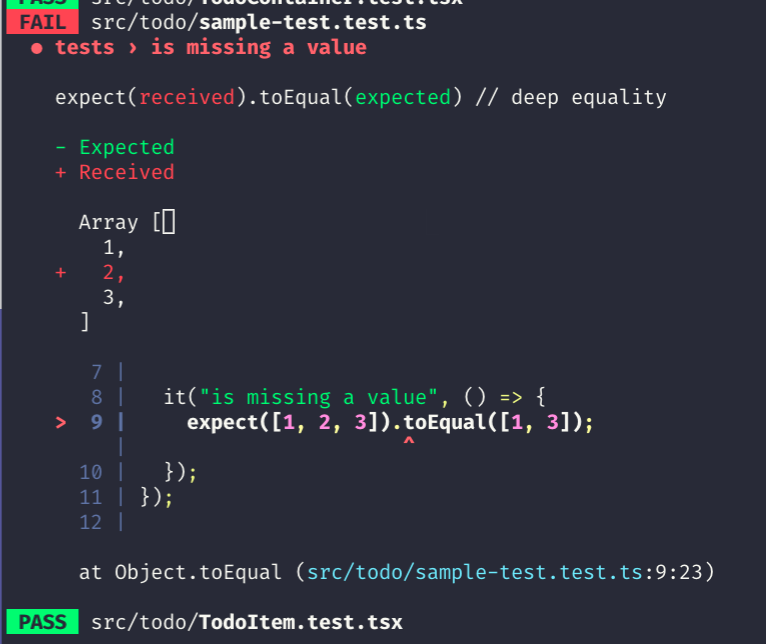 PASS src/todo/TodoContainer.test.tsx
FAIL src/todo/sample-test.test.ts
● tests › is missing a value
expect(received).toEqual(expected) // deep equality
- Expected
+ Received
Array [
1,
+ 2,
3,
]
7 |
8 | it("is missing a value", () => {
> 9 | expect([1, 2, 3]).toEqual([1, 3]);
| ^
10 | });
11 | });
12 |
at Object.toEqual (src/todo/sample-test.test.ts:9:23)
PASS src/todo/TodoItem.test.tsx